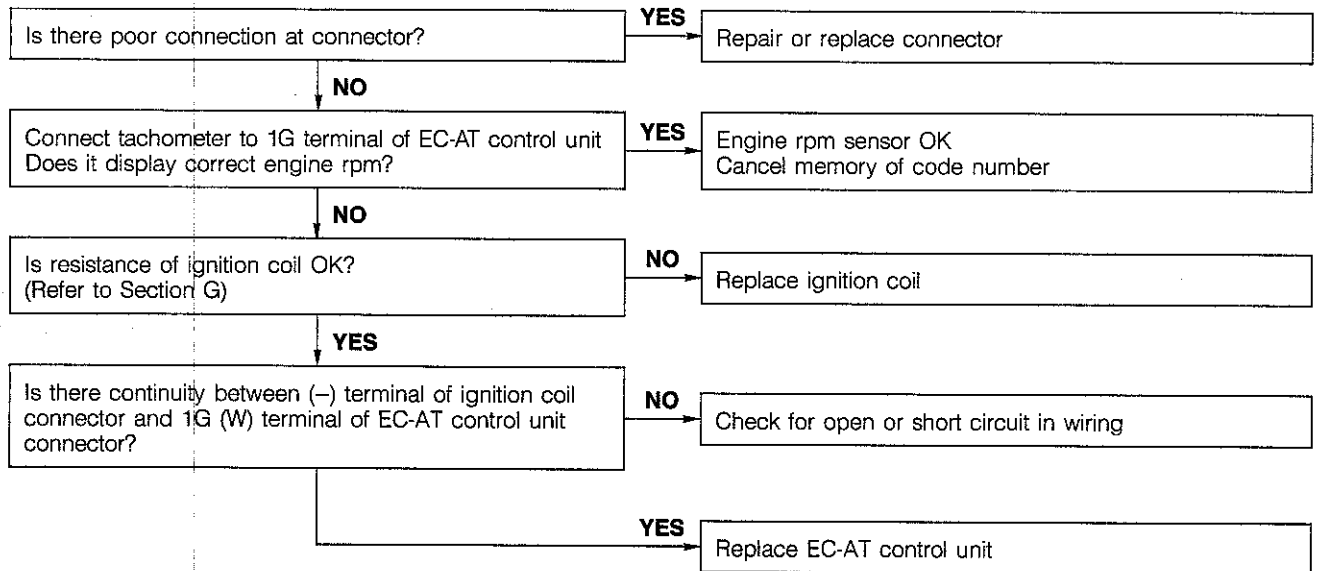 Is there poor connection at connector?
YES
Repair or replace connector
NO
Connect tachometer to 1G terminal of EC-AT control unit
Does it display correct engine rpm?
YES
Engine rpm sensor OK
Cancel memory of code number
NO
Is resistance of ignition coil OK?
(Refer to Section G)
NO
Replace ignition coil
YES
Is there continuity between (–) terminal of ignition coil
connector and 1G (W) terminal of EC-AT control unit
connector?
NO
Check for open or short circuit in wiring
YES
Replace EC-AT control unit